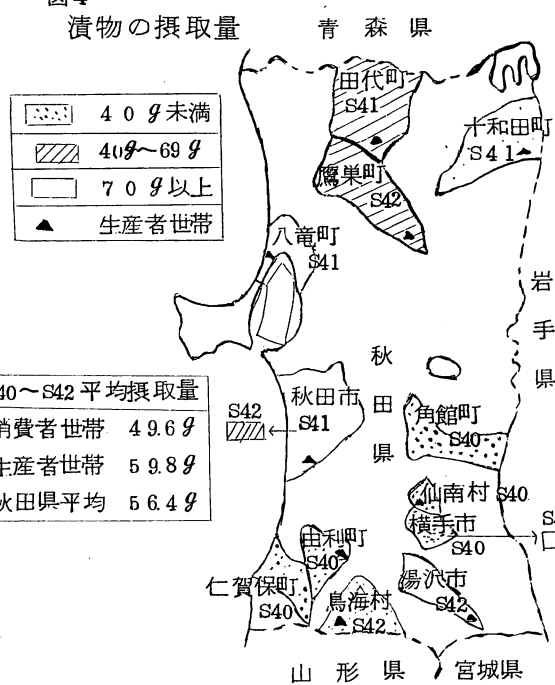 漬物の摂取量
青森県
40g未満
40g~69g
70g以上
生産者世帯
田代町
S41
十和田町
S41
鷹巣町
S42
八竜町
S41
岩手県
秋田県
40~S42平均摂取量
消費者世帯 49.6g
生産者世帯 59.8g
秋田県平均 56.4g
秋田市
S41
S42
角館町
S40
仙南村 S40
横手市
S40
由利町
S40
仁賀保町
S40
鳥海村
S42
湯沢市
S42
山形県
宮城県